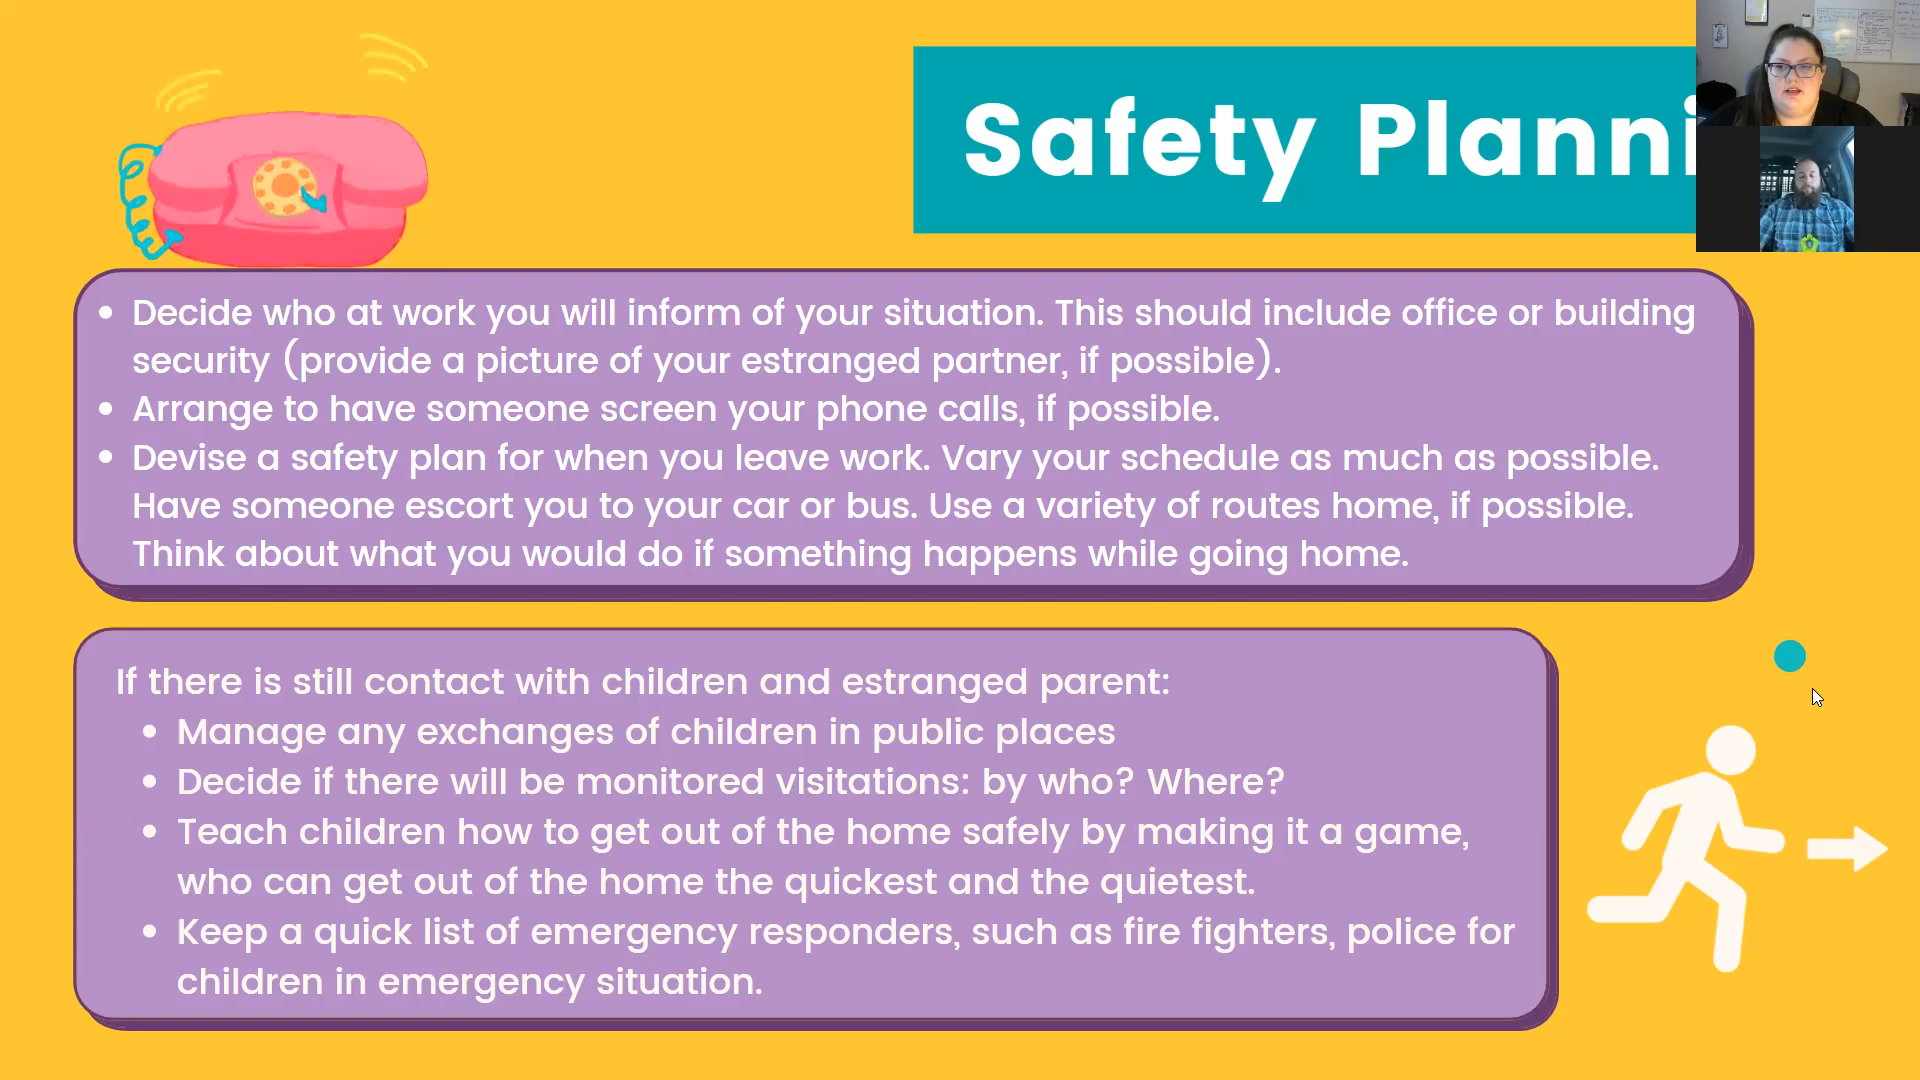 Safety Planni
• Decide who at work you will inform of your situation. This should include office or building
security (provide a picture of your estranged partner, if possible).
• Arrange to have someone screen your phone calls, if possible.
• Devise a safety plan for when you leave work. Vary your schedule as much as possible.
Have someone escort you to your car or bus. Use a variety of routes home, if possible.
Think about what you would do if something happens while going home.
If there is still contact with children and estranged parent:
• Manage any exchanges of children in public places
• Decide if there will be monitored visitations: by who? Where?
• Teach children how to get out of the home safely by making it a game,
who can get out of the home the quickest and the quietest.
• Keep a quick list of emergency responders, such as fire fighters, police for
children in emergency situation.